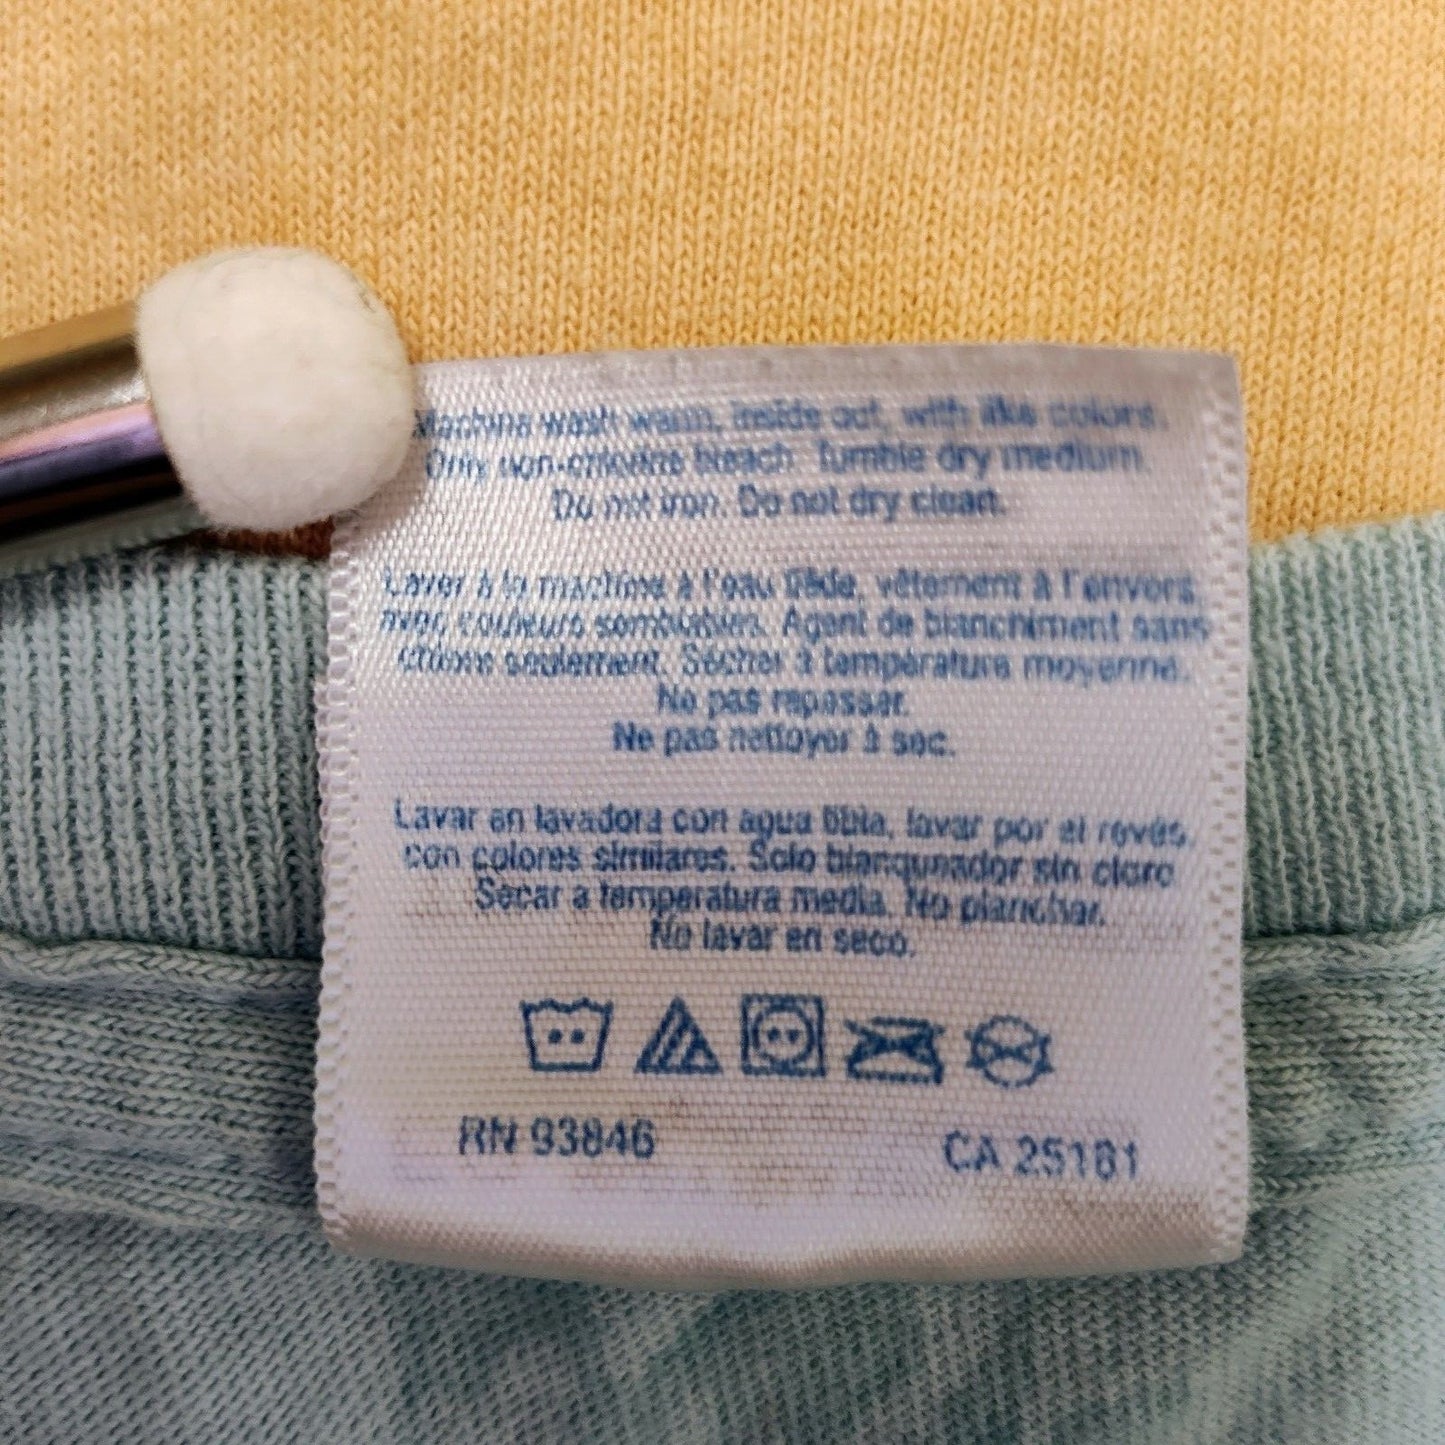 Machine wash warm, inside out, with like colors.
Only non-chlorine bleach. Tumble dry medium.
Do not iron. Do not dry clean.
Laver à la machine à l'eau tiède, vêtement à l'envers,
avec couleurs semblables. Agent de blanchiment sans
chlore seulement. Sécher à température moyenne.
Ne pas repasser.
Ne pas nettoyer à sec.
Lavar en lavadora con agua tibia, lavar por el revés,
con colores similares. Solo blanqueador sin cloro
Secar a temperatura media. No planchar.
No lavar en seco.
RN 93846 CA 25181